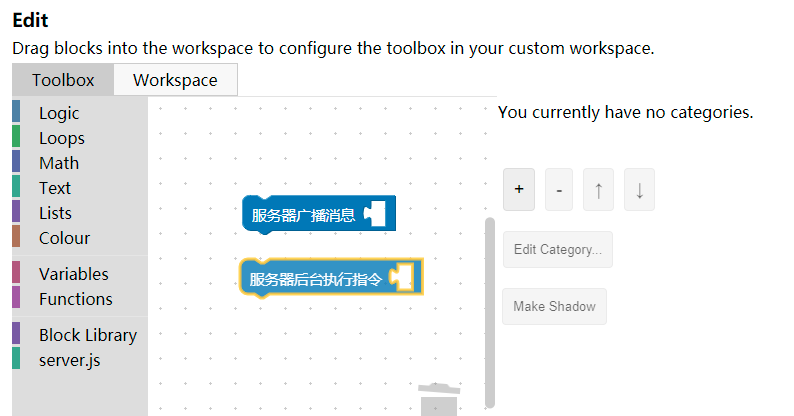 Edit
Drag blocks into the workspace to configure the toolbox in your custom workspace.
Toolbox
Workspace
Logic
Loops
Math
Text
Lists
Colour
Variables
Functions
Block Library
server.js
服务器广播消息
服务器后台执行指令
You currently have no categories.
+ - ↑ ↓
Edit Category...
Make Shadow